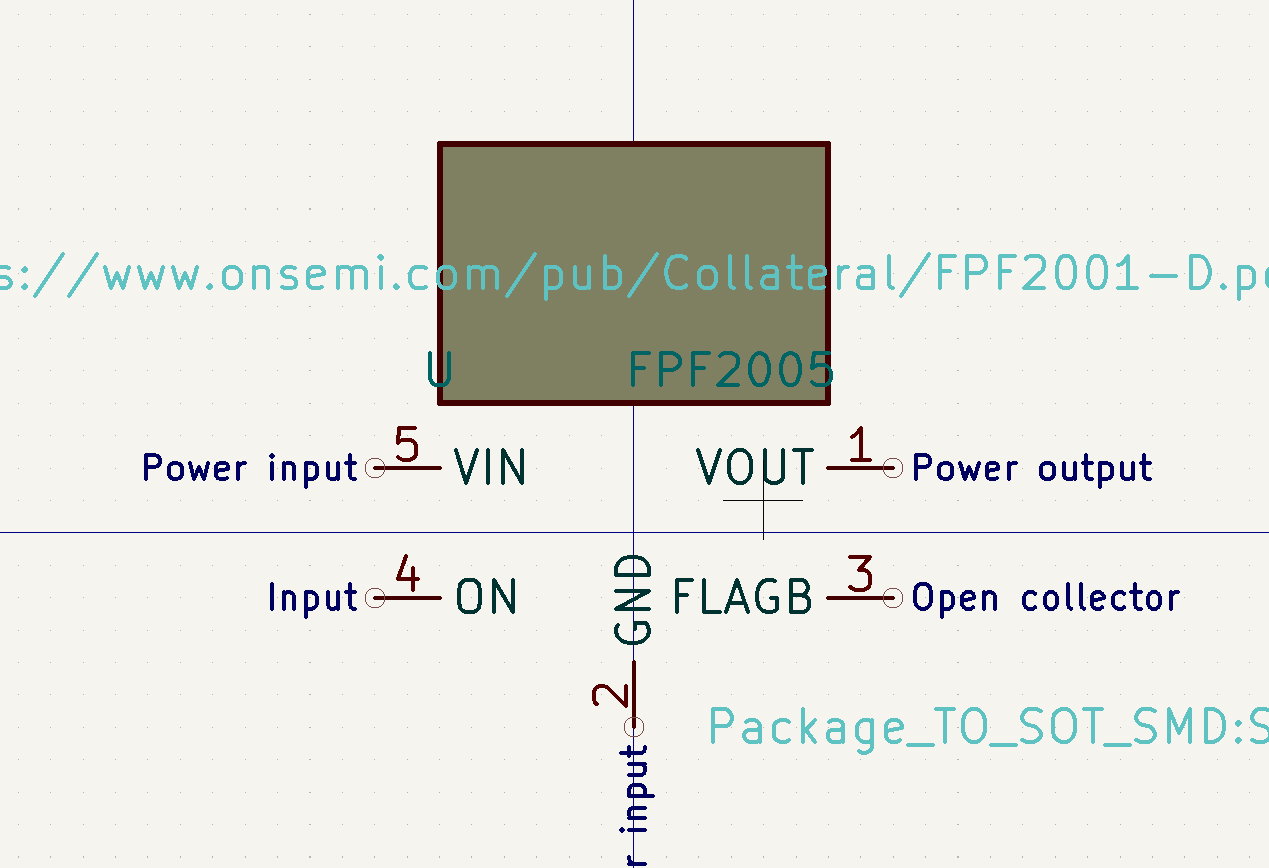 s://www.onsemi.com/pub/Collateral/FPF2001-D.p
U FPF2005
Power input 5 VIN VOUT 1 Power output
Input 4 ON FLAGB 3 Open collector
GND
2
Package_TO_SOT_SMD:S
r input